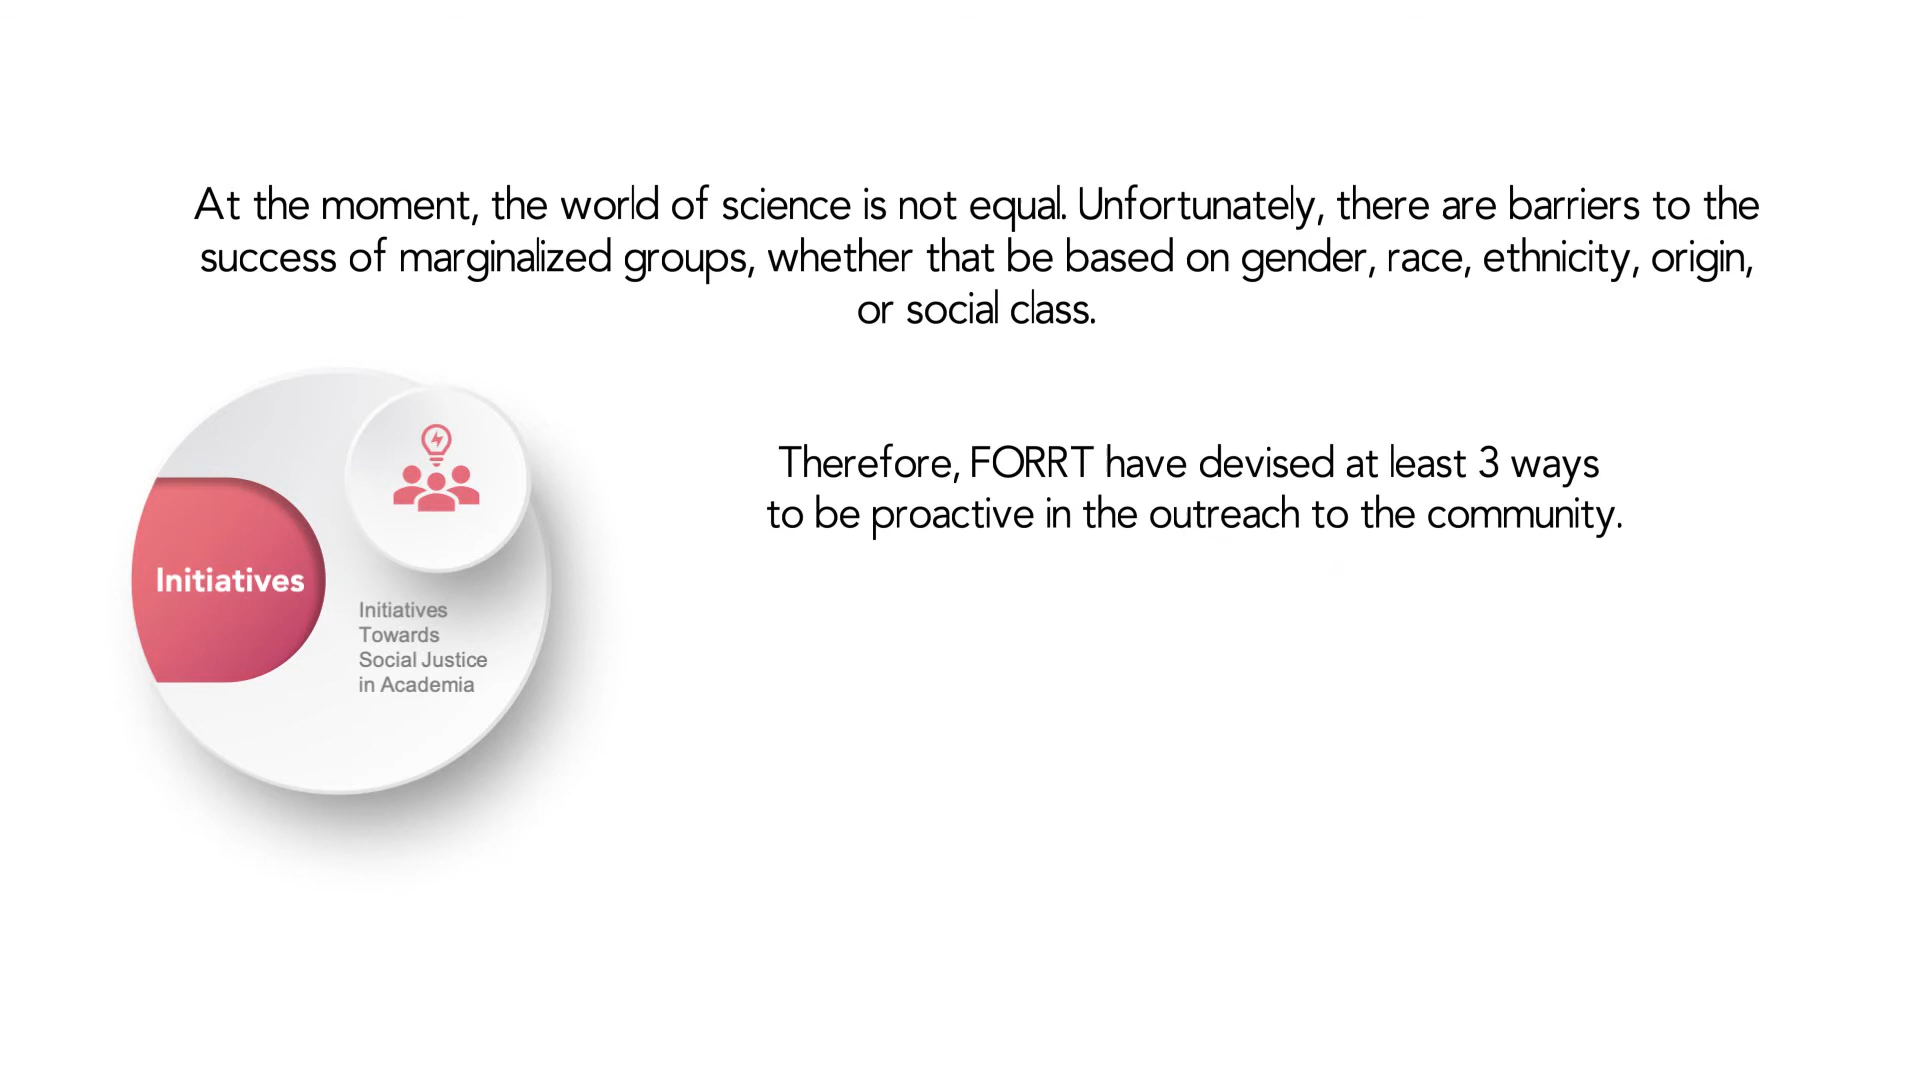 At the moment, the world of science is not equal. Unfortunately, there are barriers to the
success of marginalized groups, whether that be based on gender, race, ethnicity, origin,
or social class.
Therefore, FORRT have devised at least 3 ways
to be proactive in the outreach to the community.
Initiatives
Initiatives
Towards
Social Justice
in Academia